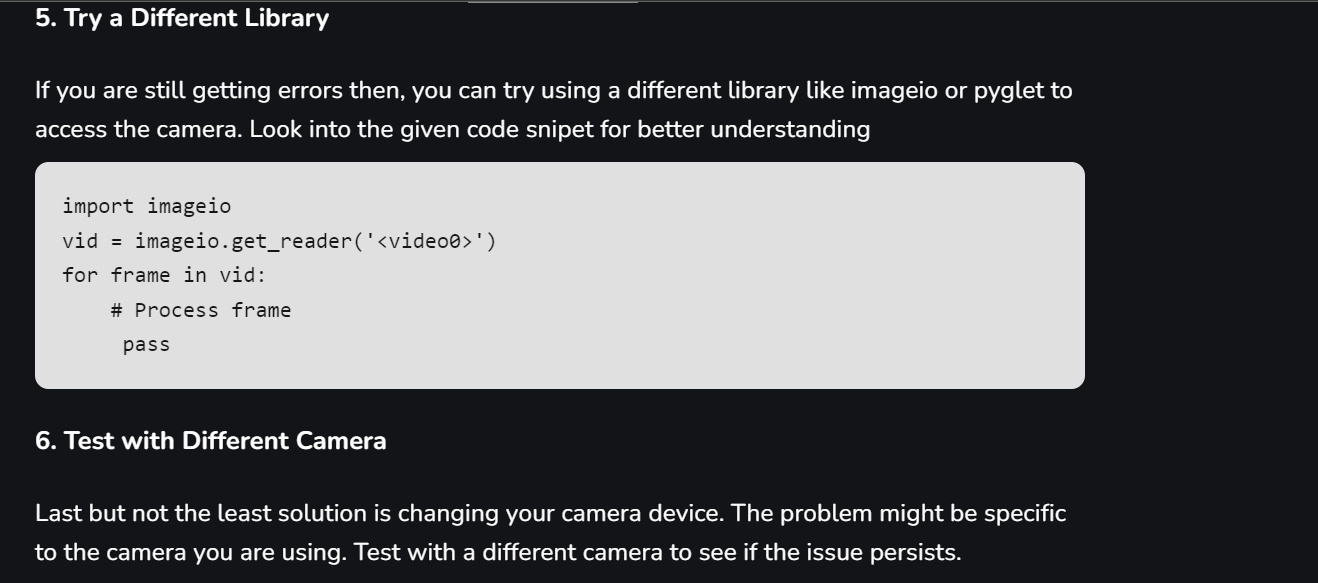 5. Try a Different Library
If you are still getting errors then, you can try using a different library like imageio or pyglet to
access the camera. Look into the given code snipet for better understanding
import imageio
vid = imageio.get_reader('<video0>')
for frame in vid:
    # Process frame
     pass
6. Test with Different Camera
Last but not the least solution is changing your camera device. The problem might be specific
to the camera you are using. Test with a different camera to see if the issue persists.